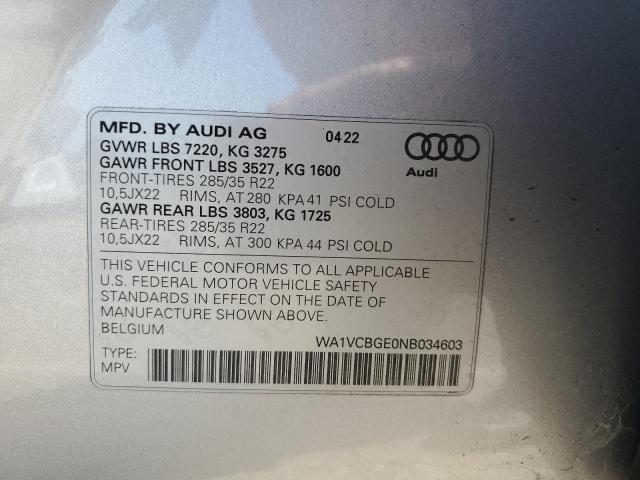 MFD. BY AUDI AG 04 22
GVWR LBS 7220, KG 3275
GAWR FRONT LBS 3527, KG 1600
Audi
FRONT-TIRES 285/35 R22
10,5JX22 RIMS, AT 280 KPA 41 PSI COLD
GAWR REAR LBS 3803, KG 1725
REAR-TIRES 285/35 R22
10,5JX22 RIMS, AT 300 KPA 44 PSI COLD
THIS VEHICLE CONFORMS TO ALL APPLICABLE
U.S. FEDERAL MOTOR VEHICLE SAFETY
STANDARDS IN EFFECT ON THE DATE OF
MANUFACTURE SHOWN ABOVE.
BELGIUM
WA1VCBGE0NB034603
TYPE:
MPV